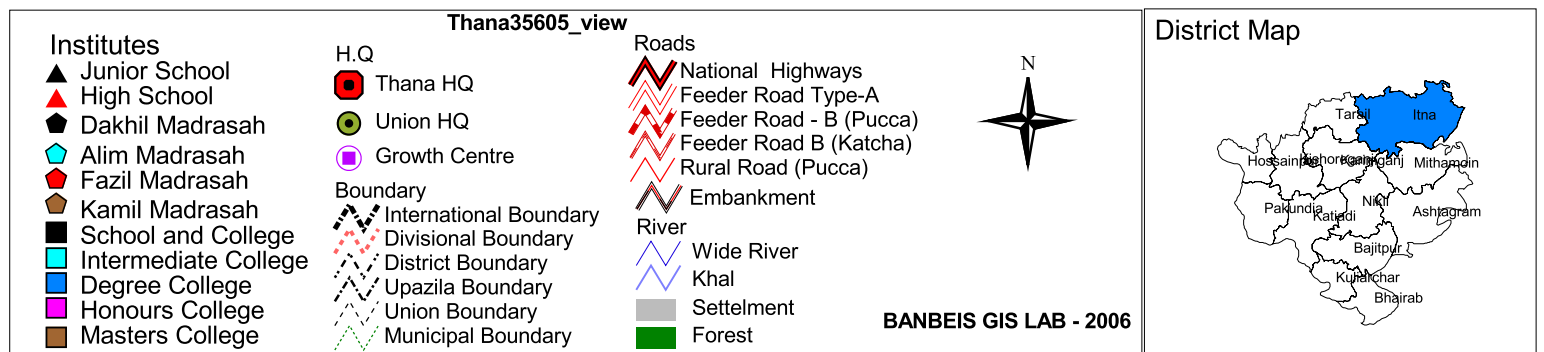 Thana35605_view
Institutes
Junior School
High School
Dakhil Madrasah
Alim Madrasah
Fazil Madrasah
Kamil Madrasah
School and College
Intermediate College
Degree College
Honours College
Masters College
H.Q
Thana HQ
Union HQ
Growth Centre
Boundary
International Boundary
Divisional Boundary
District Boundary
Upazila Boundary
Union Boundary
Municipal Boundary
Roads
National Highways
Feeder Road Type-A
Feeder Road - B (Pucca)
Feeder Road B (Katcha)
Rural Road (Pucca)
Embankment
River
Wide River
Khal
Settelment
Forest
N
BANBEIS GIS LAB - 2006
District Map
Tarail
Itna
Mithamoin
Pakundia
Katiadi
Nikli
Ashtagram
Bajitpur
Bhairab